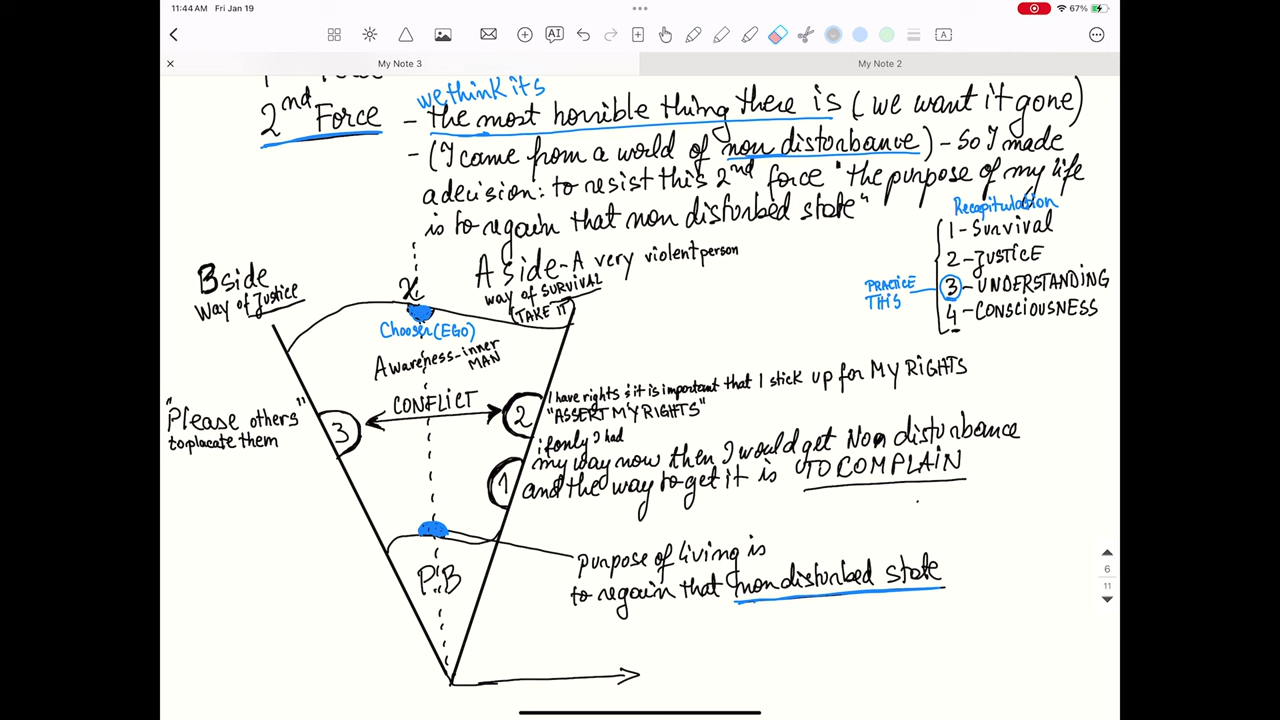 11:44AM Fri Jan 19
67%
My Note 3
My Note 2
we think its
2nd Force - the most horrible thing there is (we want it gone)
- (I came from a world of non disturbance) - So I made
a decision: to resist this 2nd force "the purpose of my life
is to regain that non disturbed state"
Recapitulation
1 - Survival
2 - JUSTICE
PRACTICE THIS
3 - UNDERSTANDING
4 - CONSCIOUSNESS
B side
way of Justice
X
A side - A very violent person
way of SURVIVAL
(TAKE IT)
Chooser (EGO)
Awareness - inner
MAN
CONFLICT
"Please others"
to placate them
3
2
I have rights & it is important that I stick up for MY RIGHTS
"ASSERT MY RIGHTS"
if only I had
my way now then I would get Non disturbance
1
and the way to get it is TO COMPLAIN
purpose of living is
to regain that non disturbed state
P.B
6
11